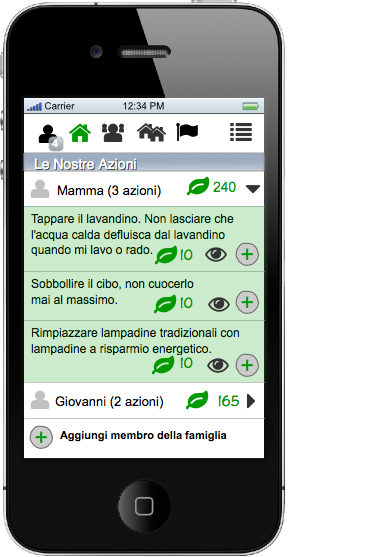 Carrier 12:34 PM
4
Le Nostre Azioni
Mamma (3 azioni) 240
Tappare il lavandino. Non lasciare che
l'acqua calda defluisca dal lavandino
quando mi lavo o rado. 10
Sobbollire il cibo, non cuocerlo
mai al massimo. 10
Rimpiazzare lampadine tradizionali con
lampadine a risparmio energetico.
10
Giovanni (2 azioni) 165
Aggiungi membro della famiglia